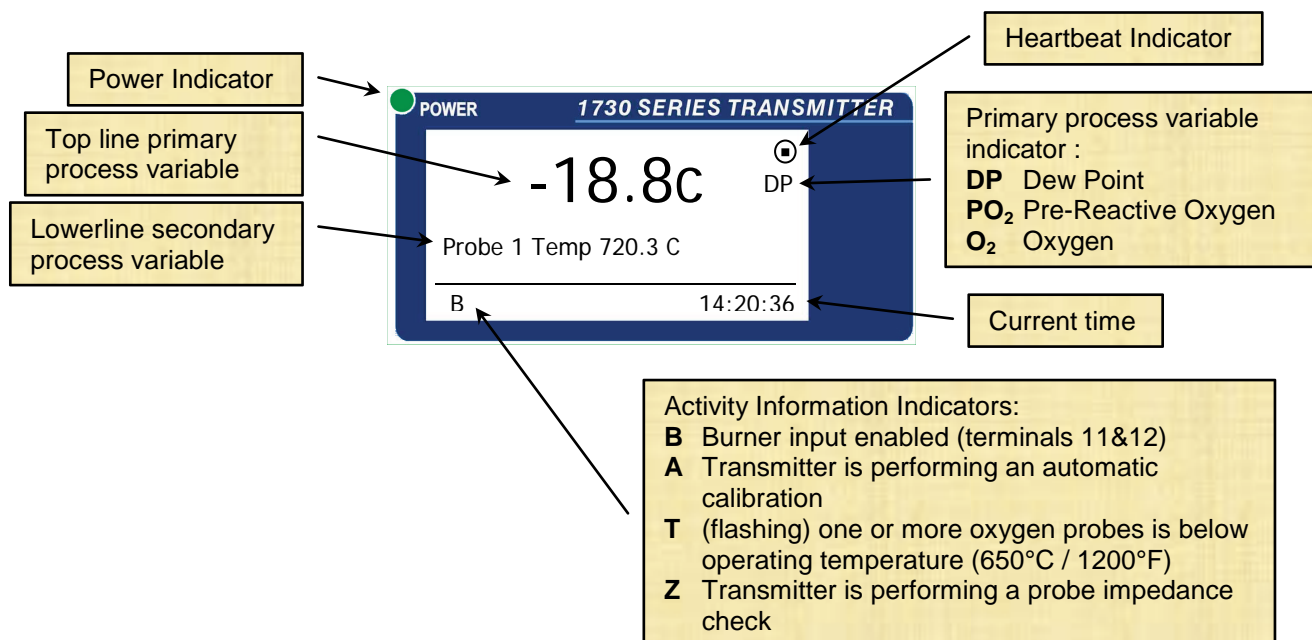 Heartbeat Indicator
Power Indicator
POWER
1730 SERIES TRANSMITTER
Top line primary
process variable
-18.8C
DP
Primary process variable
indicator :
DP Dew Point
PO₂ Pre-Reactive Oxygen
O₂ Oxygen
Lowerline secondary
process variable
Probe 1 Temp 720.3 C
B
14:20:36
Current time
Activity Information Indicators:
B Burner input enabled (terminals 11&12)
A Transmitter is performing an automatic
calibration
T (flashing) one or more oxygen probes is below
operating temperature (650°C / 1200°F)
Z Transmitter is performing a probe impedance
check